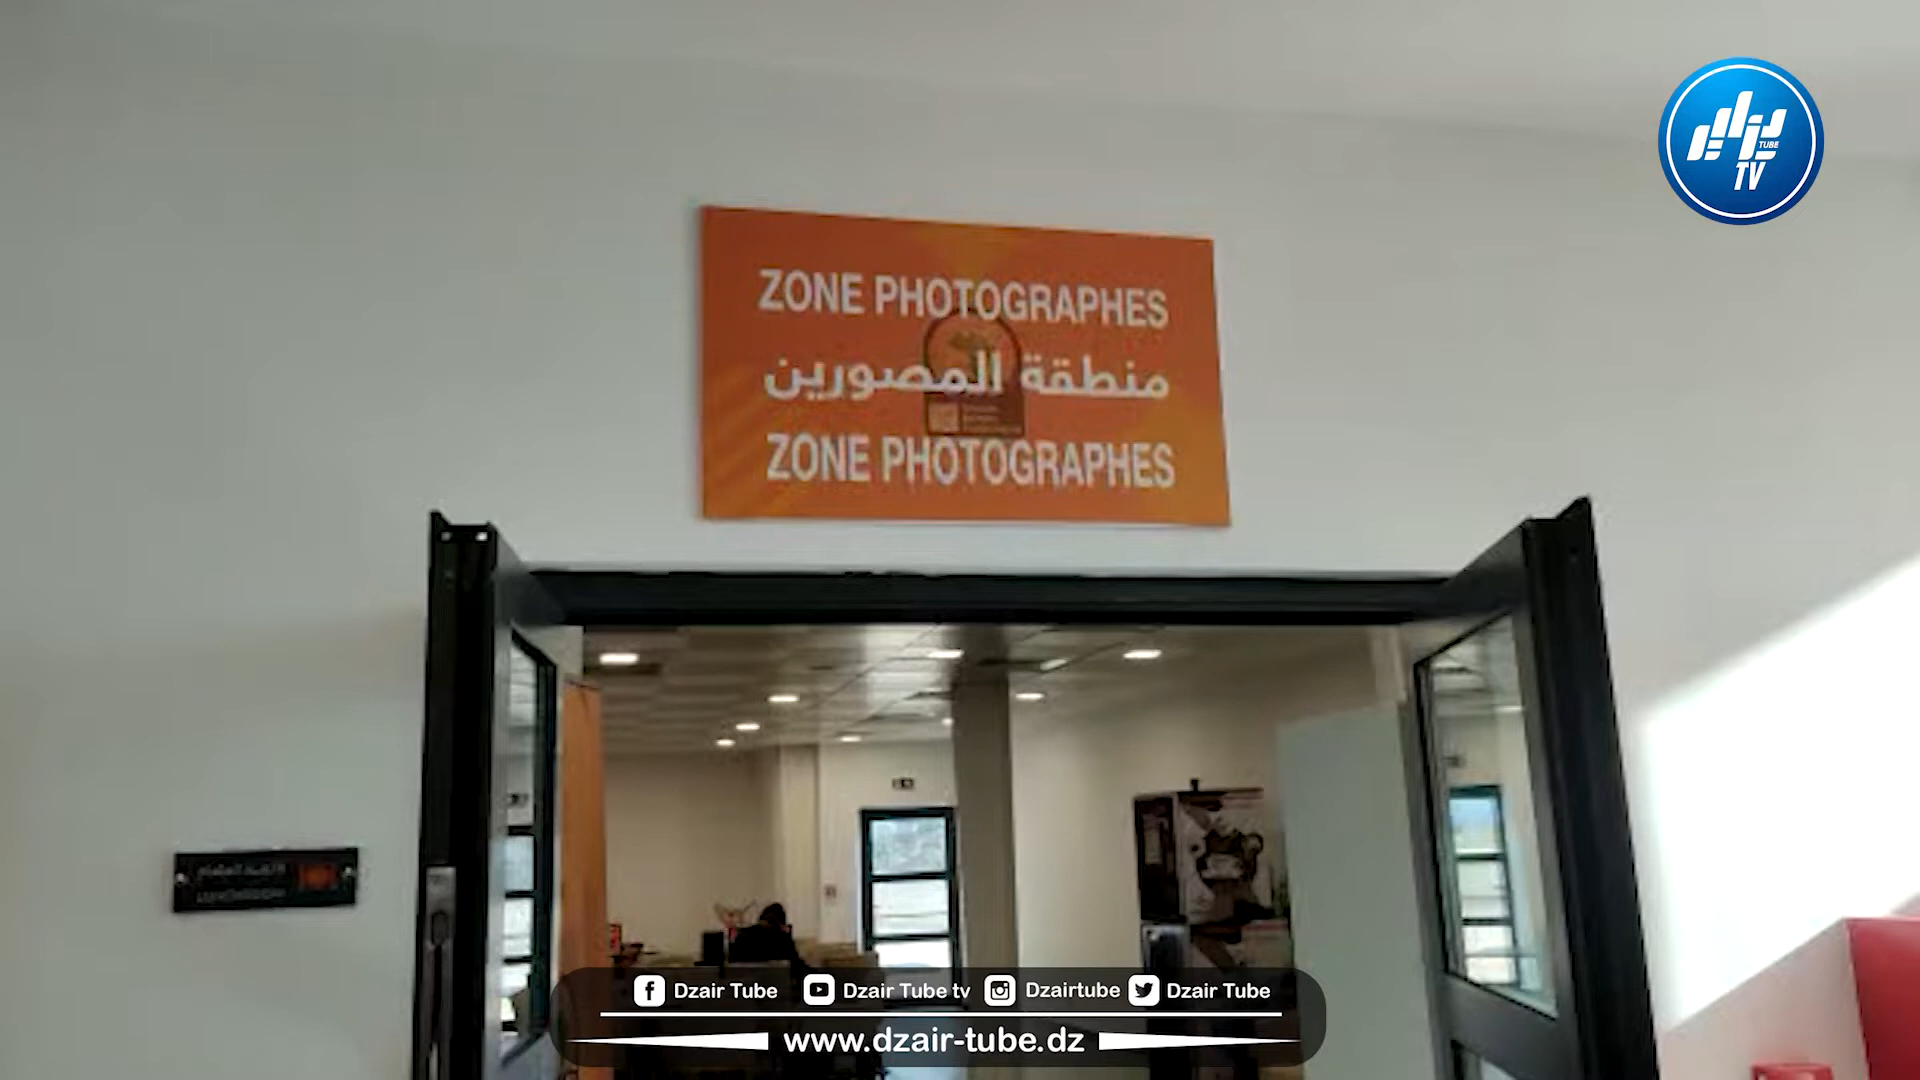 TUBE
TV
ZONE PHOTOGRAPHES
منطقة المصورين
ZONE PHOTOGRAPHES
Dzair Tube Dzair Tube tv Dzairtube Dzair Tube
www.dzair-tube.dz